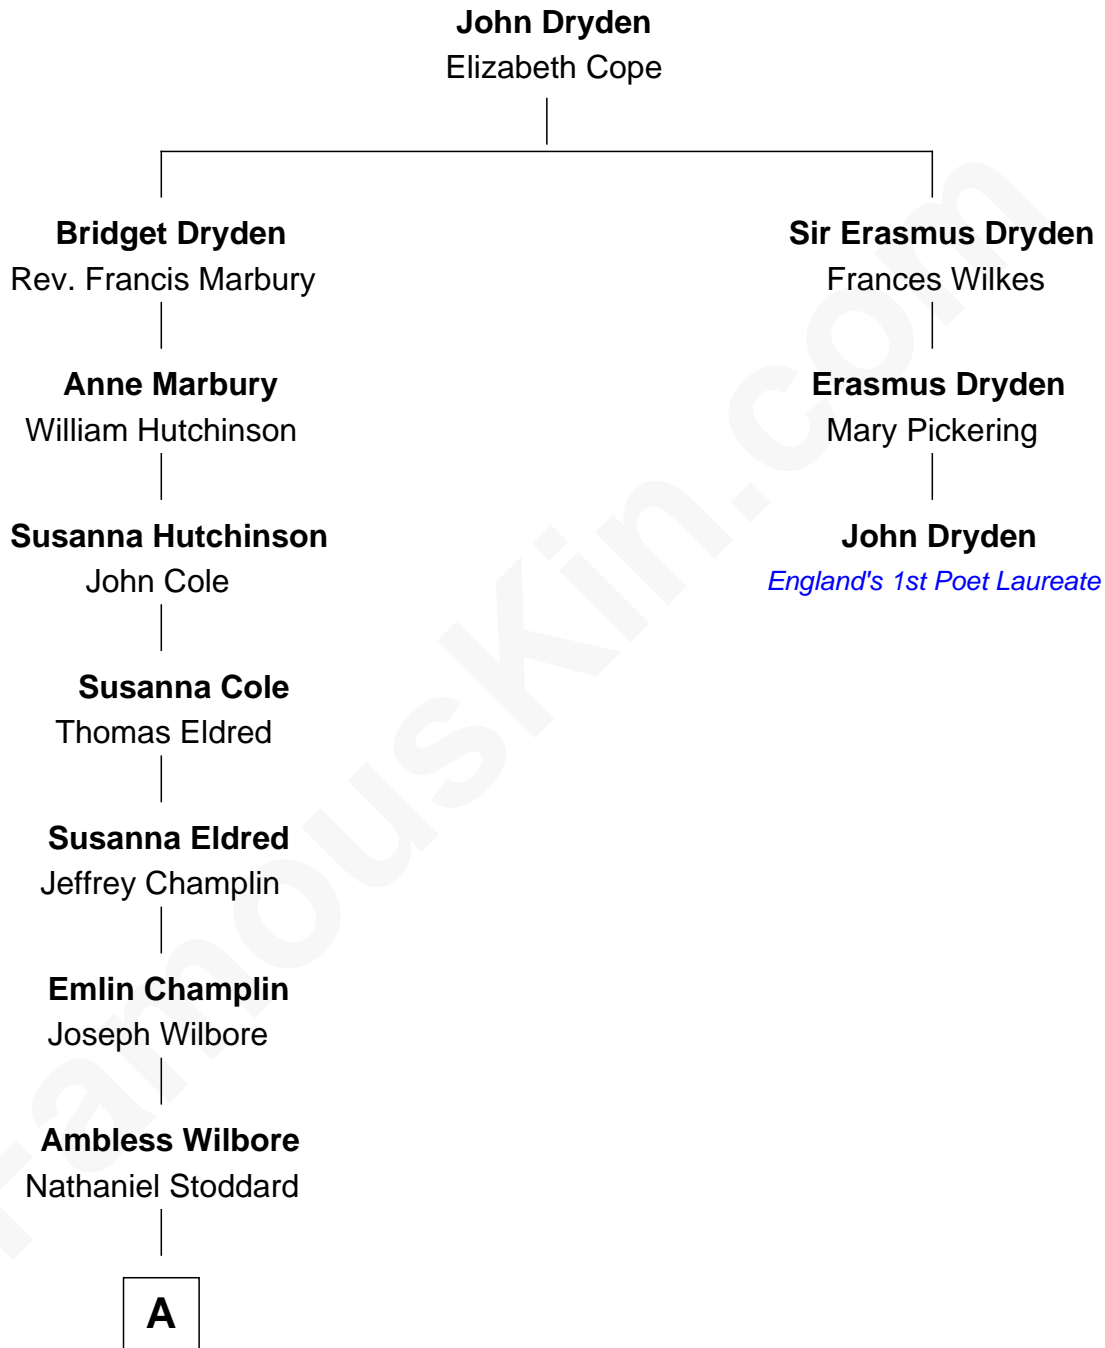 John Dryden
Elizabeth Cope
Bridget Dryden
Rev. Francis Marbury
Sir Erasmus Dryden
Frances Wilkes
Anne Marbury
William Hutchinson
Erasmus Dryden
Mary Pickering
Susanna Hutchinson
John Cole
John Dryden
England's 1st Poet Laureate
Susanna Cole
Thomas Eldred
Susanna Eldred
Jeffrey Champlin
Emlin Champlin
Joseph Wilbore
Ambless Wilbore
Nathaniel Stoddard
A
FamousKin.com